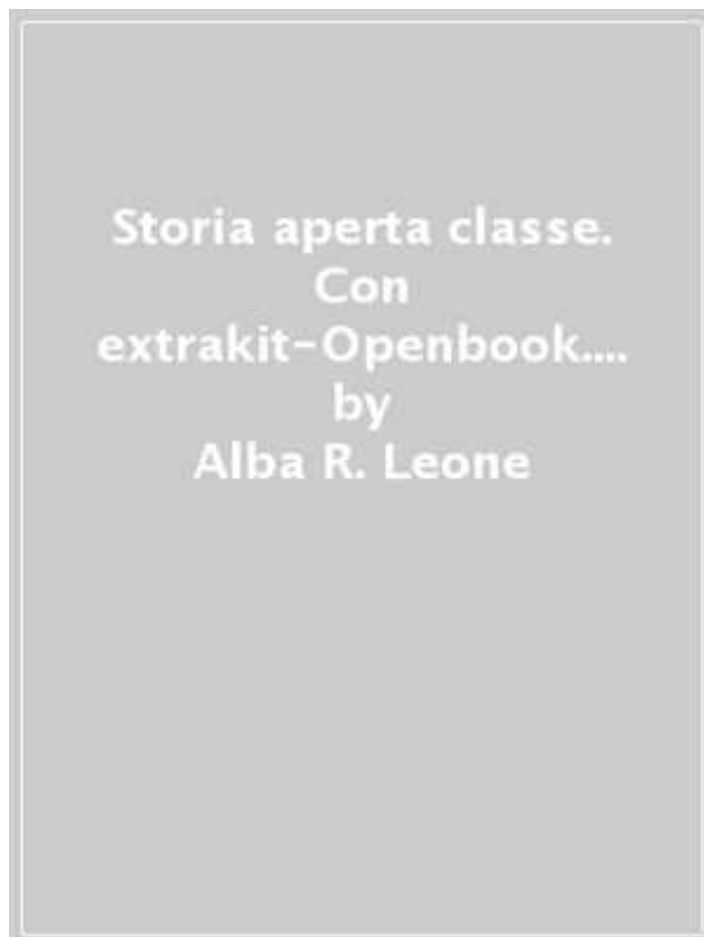 Storia aperta classe.
Con
extrakit-Openbook....
by
Alba R. Leone